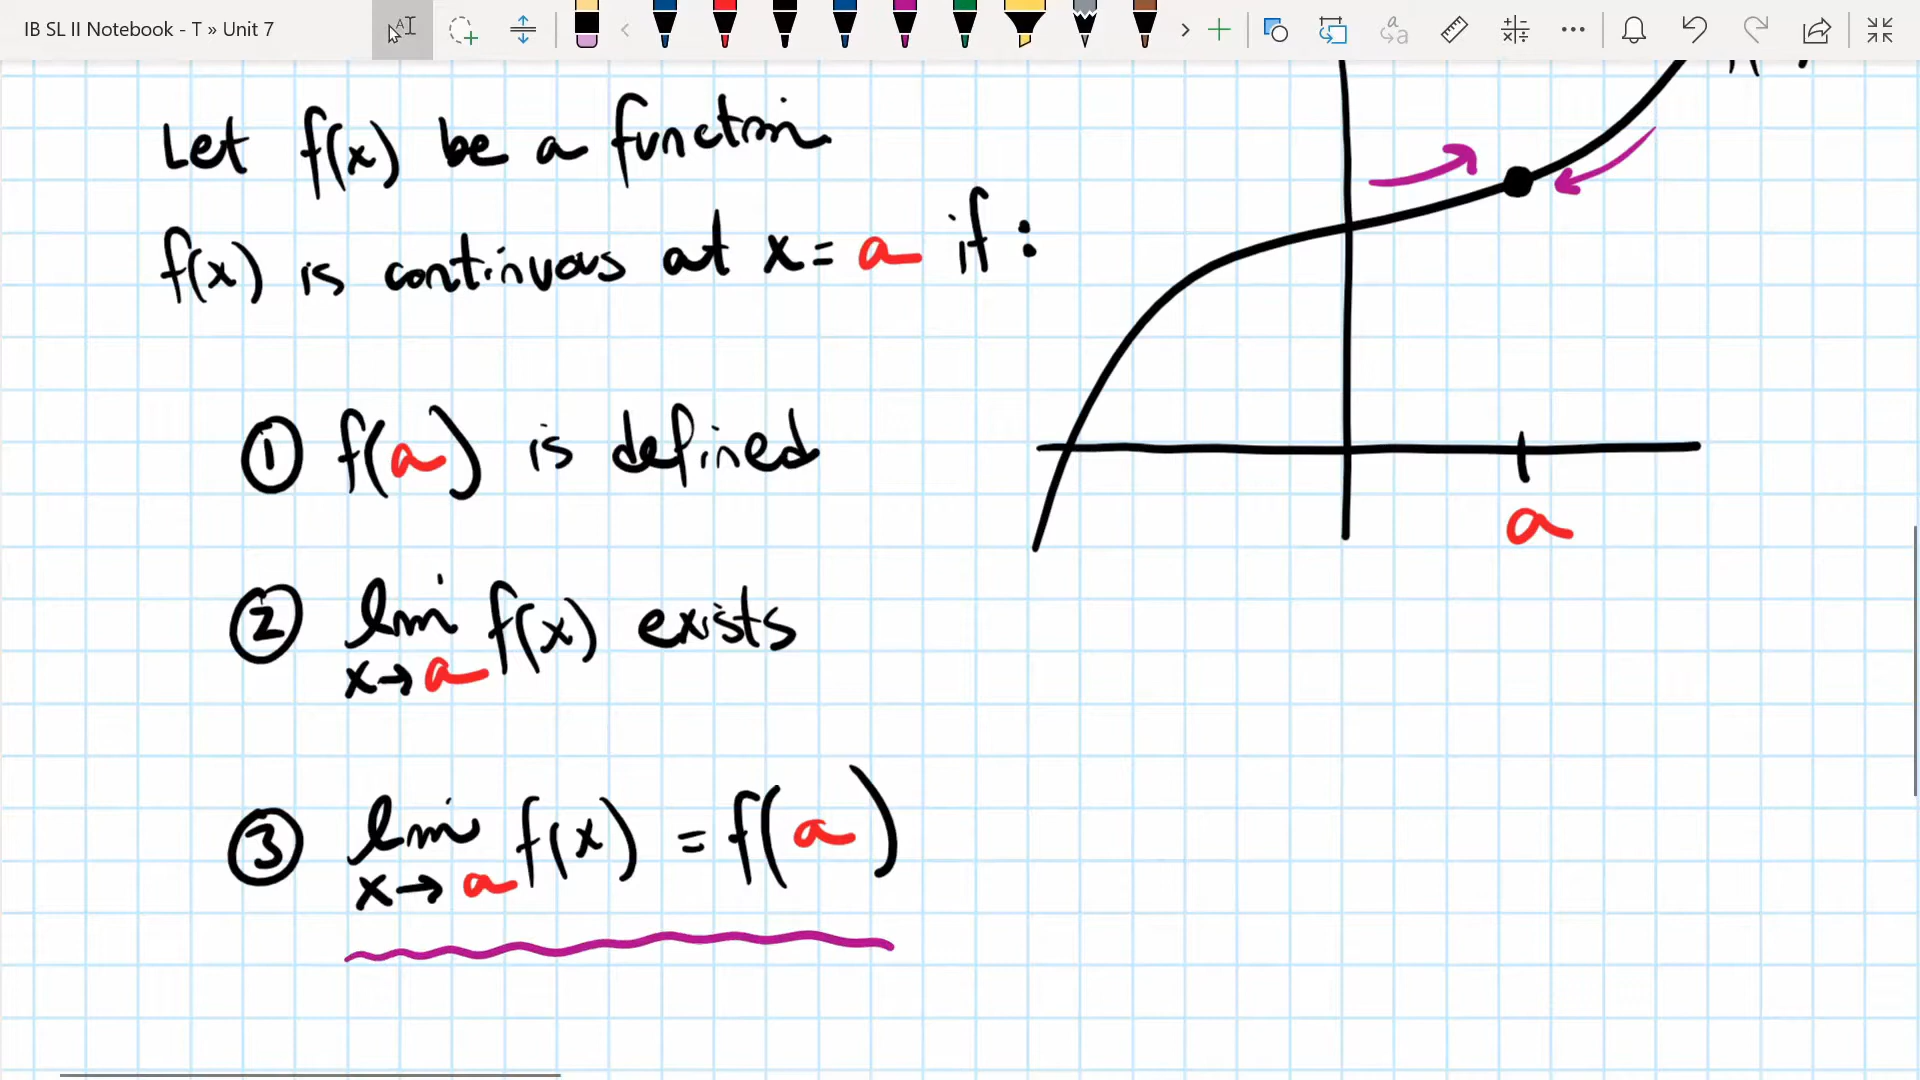 IB SL II Notebook - T » Unit 7
Let f(x) be a function
f(x) is continuous at x = a if :
① f(a) is defined
② lim f(x) exists
x→a
③ lim f(x) = f(a)
x→a
a